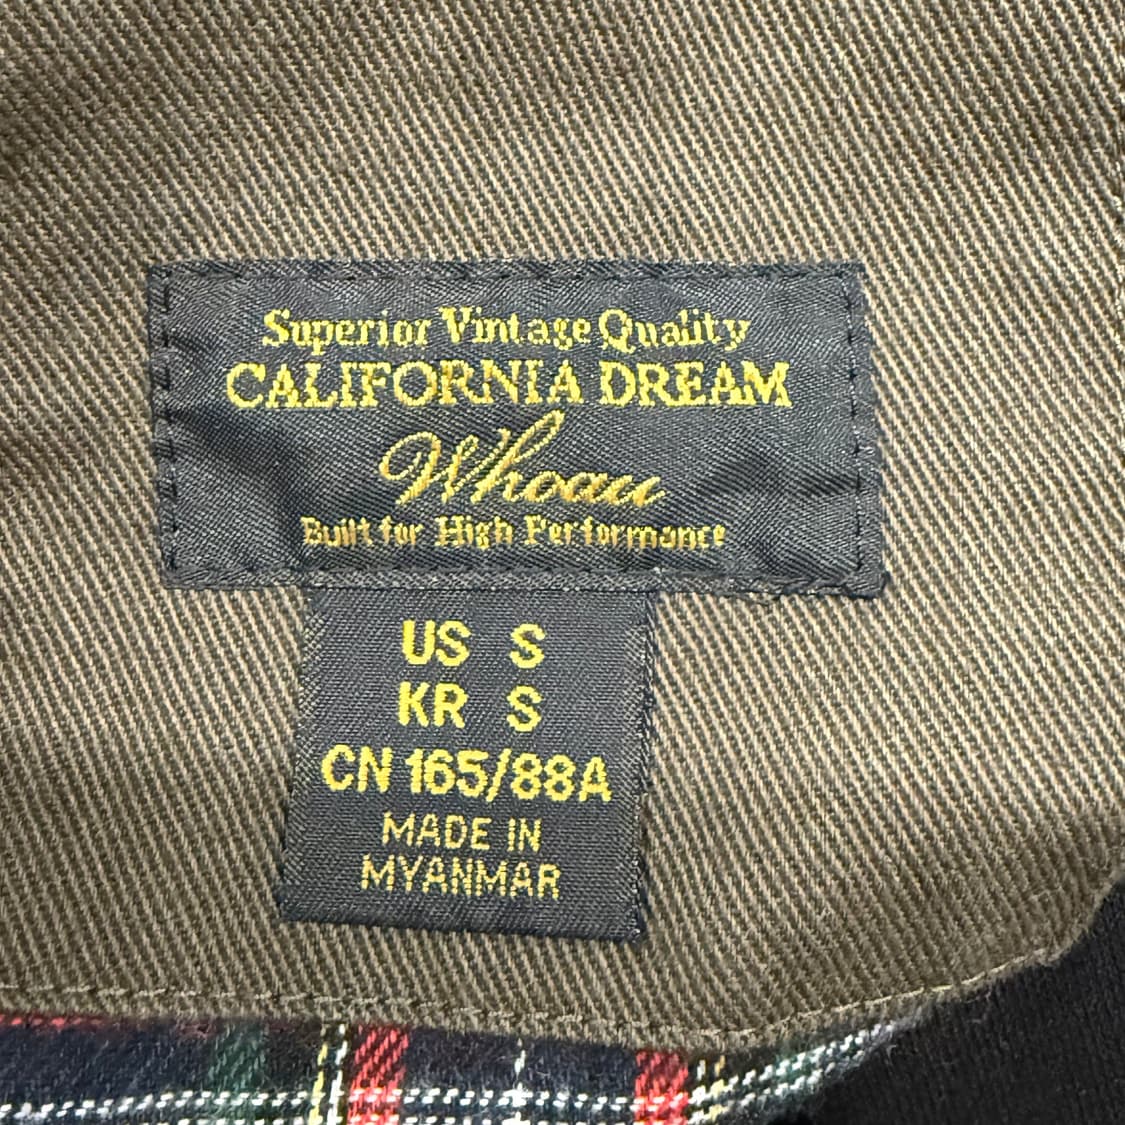 Superior Vintage Quality
CALIFORNIA DREAM
Whoau
Built for High Performance
US S
KR S
CN 165/88A
MADE IN
MYANMAR